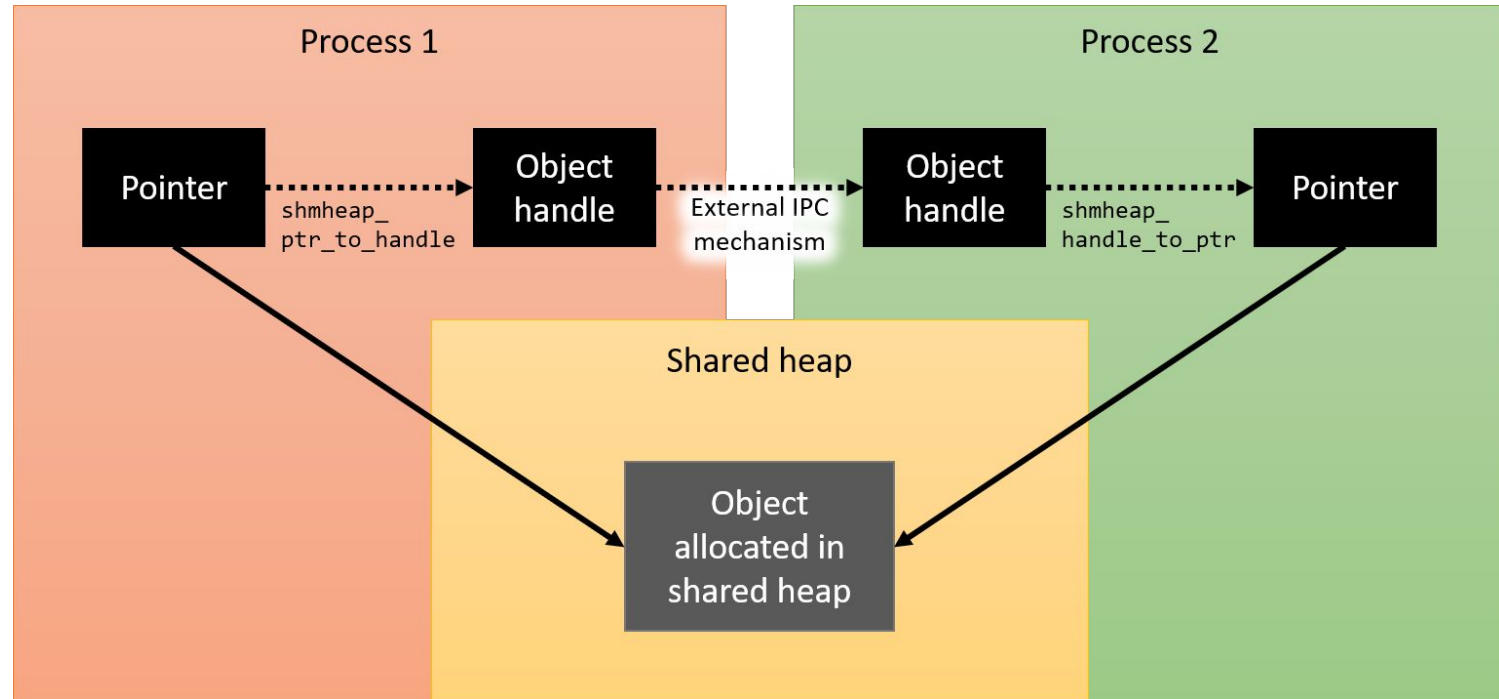 Process 1
Process 2
Pointer
shmheap_
ptr_to_handle
Object
handle
External IPC
mechanism
Object
handle
shmheap_
handle_to_ptr
Pointer
Shared heap
Object
allocated in
shared heap